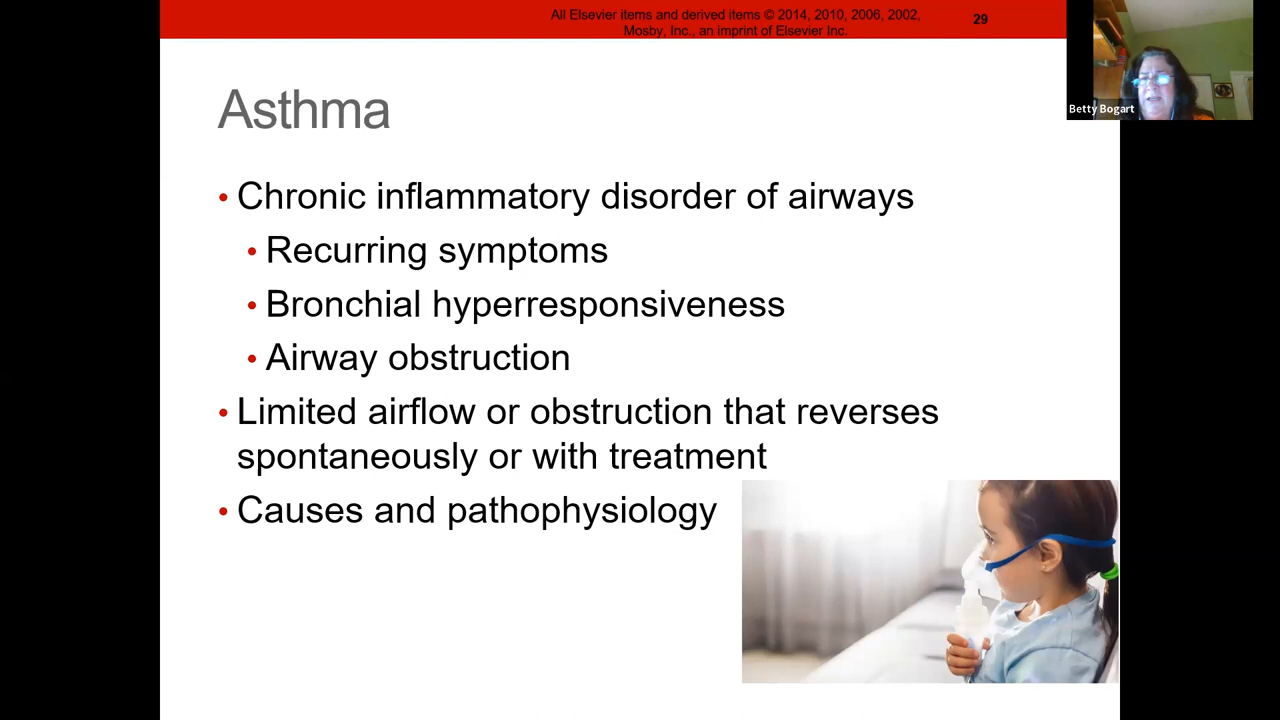 All Elsevier items and derived items © 2014, 2010, 2006, 2002,
Mosby, Inc., an imprint of Elsevier Inc.
29
Betty Bogart
Asthma
• Chronic inflammatory disorder of airways
• Recurring symptoms
• Bronchial hyperresponsiveness
• Airway obstruction
• Limited airflow or obstruction that reverses
spontaneously or with treatment
• Causes and pathophysiology